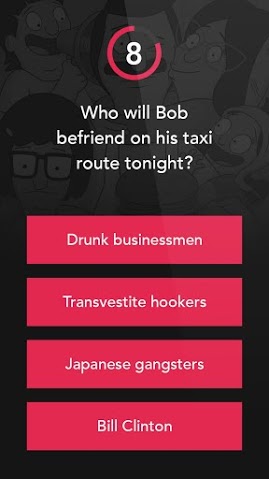 8
Who will Bob
befriend on his taxi
route tonight?
Drunk businessmen
Transvestite hookers
Japanese gangsters
Bill Clinton